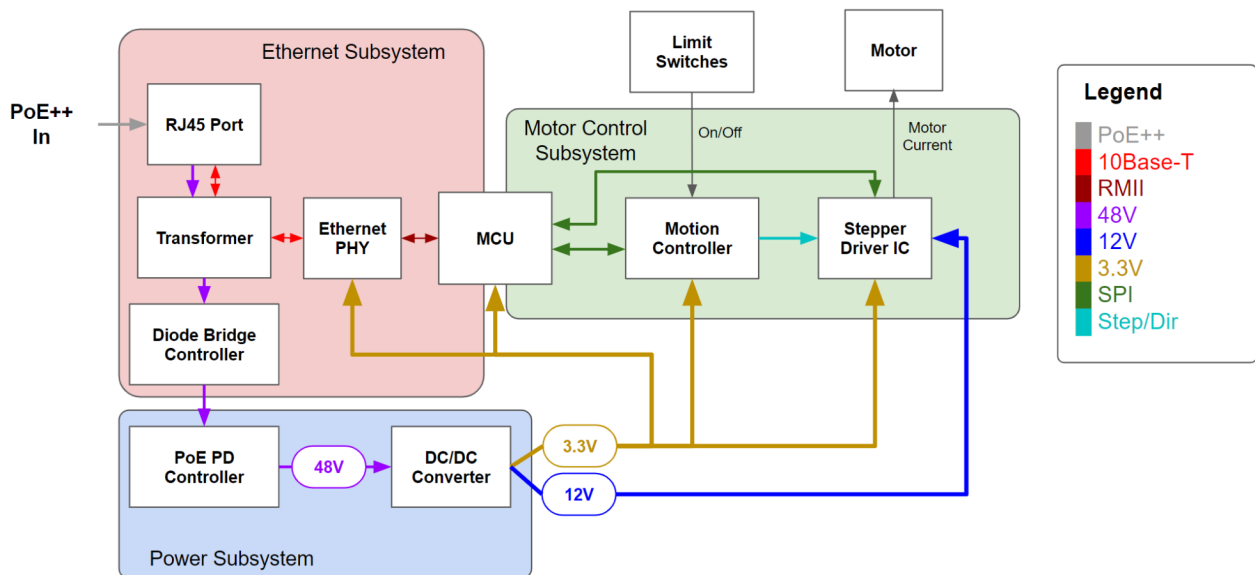 Ethernet Subsystem
PoE++
In
RJ45 Port
Transformer
Ethernet
PHY
MCU
Diode Bridge
Controller
Limit
Switches
Motor
On/Off
Motor
Current
Motor Control
Subsystem
Motion
Controller
Stepper
Driver IC
PoE PD
Controller
48V
DC/DC
Converter
3.3V
12V
Power Subsystem
Legend
PoE++
10Base-T
RMII
48V
12V
3.3V
SPI
Step/Dir